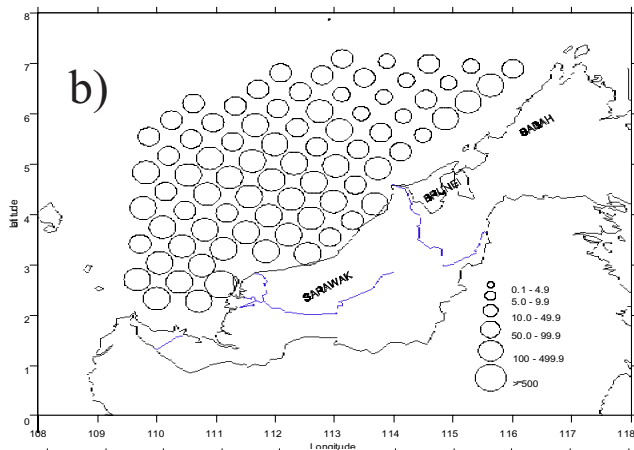 8
b)
7
6
SABAH
5
BRUNEI
4
latitude
3
SARAWAK
0.1 - 4.9
5.0 - 9.9
10.0 - 49.9
50.0 - 99.9
100 - 499.9
>500
2
1
0
108 109 110 111 112 113 114 115 116 117 118
Longitude